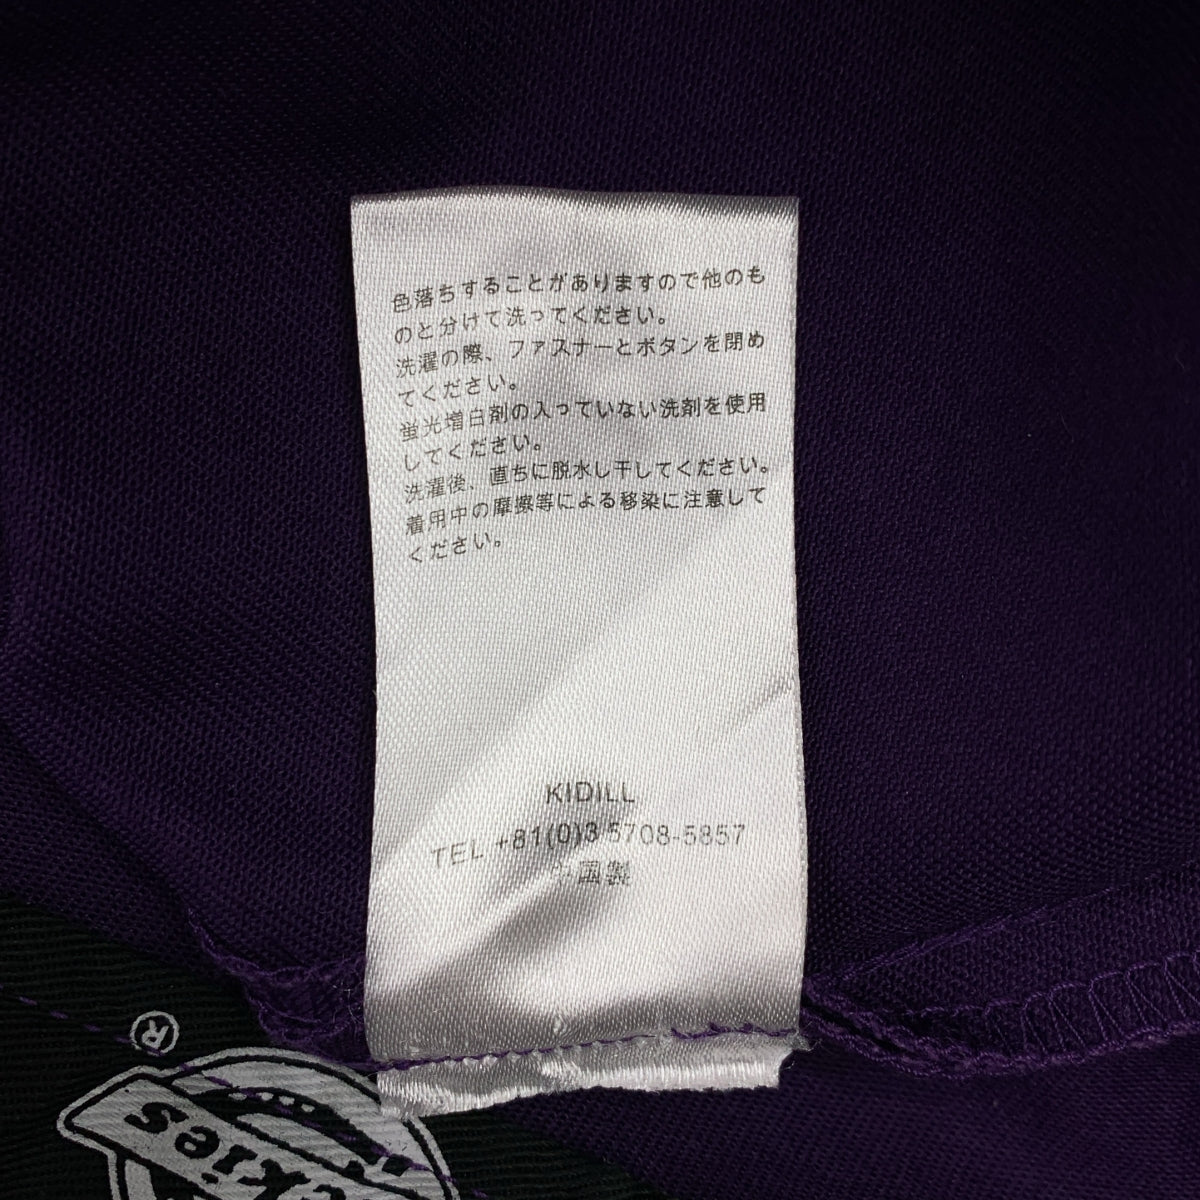 色落ちすることがありますので他のも
のと分けて洗ってください。
洗濯の際、ファスナーとボタンを閉め
てください。
蛍光増白剤の入っていない洗剤を使用
してください。
洗濯後、直ちに脱水し干してください。
着用中の摩擦等による移染に注意して
ください。
KIDILL
TEL +81(0)3 5708-5857
中国製
®